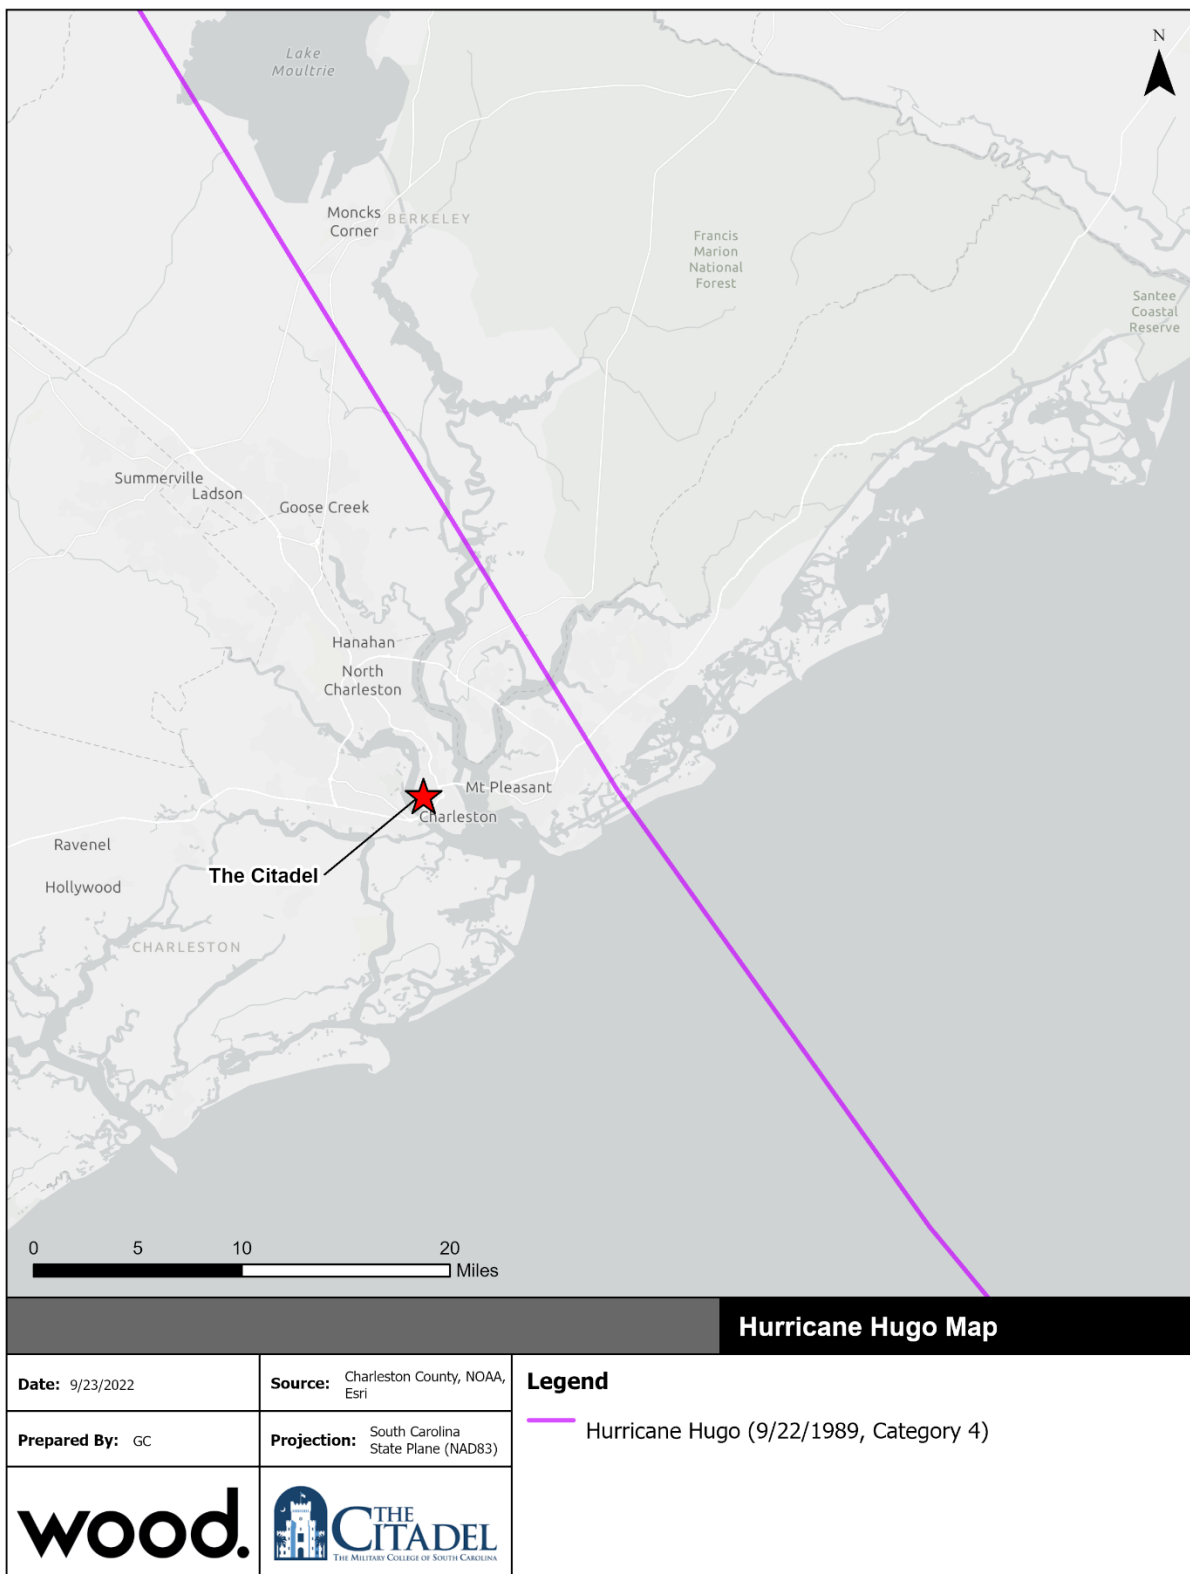 Lake
Moultrie
N
Moncks
Corner
BERKELEY
Francis
Marion
National
Forest
Santee
Coastal
Reserve
Summerville
Ladson
Goose Creek
Hanahan
North
Charleston
Mt Pleasant
Charleston
Ravenel
The Citadel
Hollywood
CHARLESTON
0 5 10 20
Miles
Hurricane Hugo Map
Date: 9/23/2022
Source: Charleston County, NOAA,
Esri
Legend
Hurricane Hugo (9/22/1989, Category 4)
Prepared By: GC
Projection: South Carolina
State Plane (NAD83)
wood.
THE
CITADEL
THE MILITARY COLLEGE OF SOUTH CAROLINA